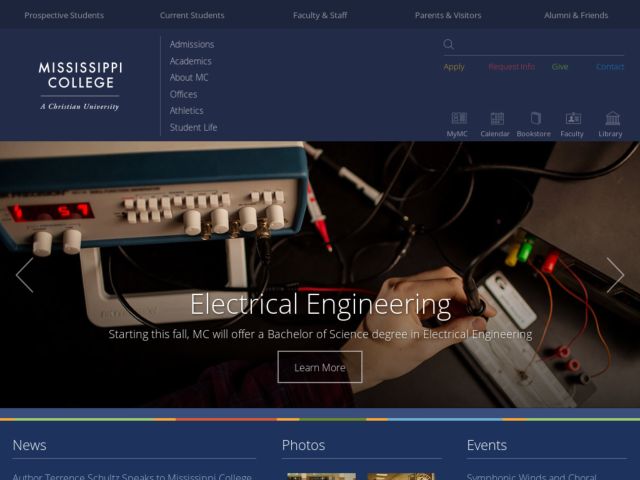 Prospective Students
Current Students
Faculty & Staff
Parents & Visitors
Alumni & Friends
MISSISSIPPI
COLLEGE
A Christian University
Admissions
Academics
About MC
Offices
Athletics
Student Life
Apply
Request Info
Give
Contact
MyMC
Calendar
Bookstore
Faculty
Library
Electrical Engineering
Starting this fall, MC will offer a Bachelor of Science degree in Electrical Engineering
Learn More
News
Photos
Events
Author Terrence Schultz Speaks to Mississippi College
Symphonic Winds and Choral